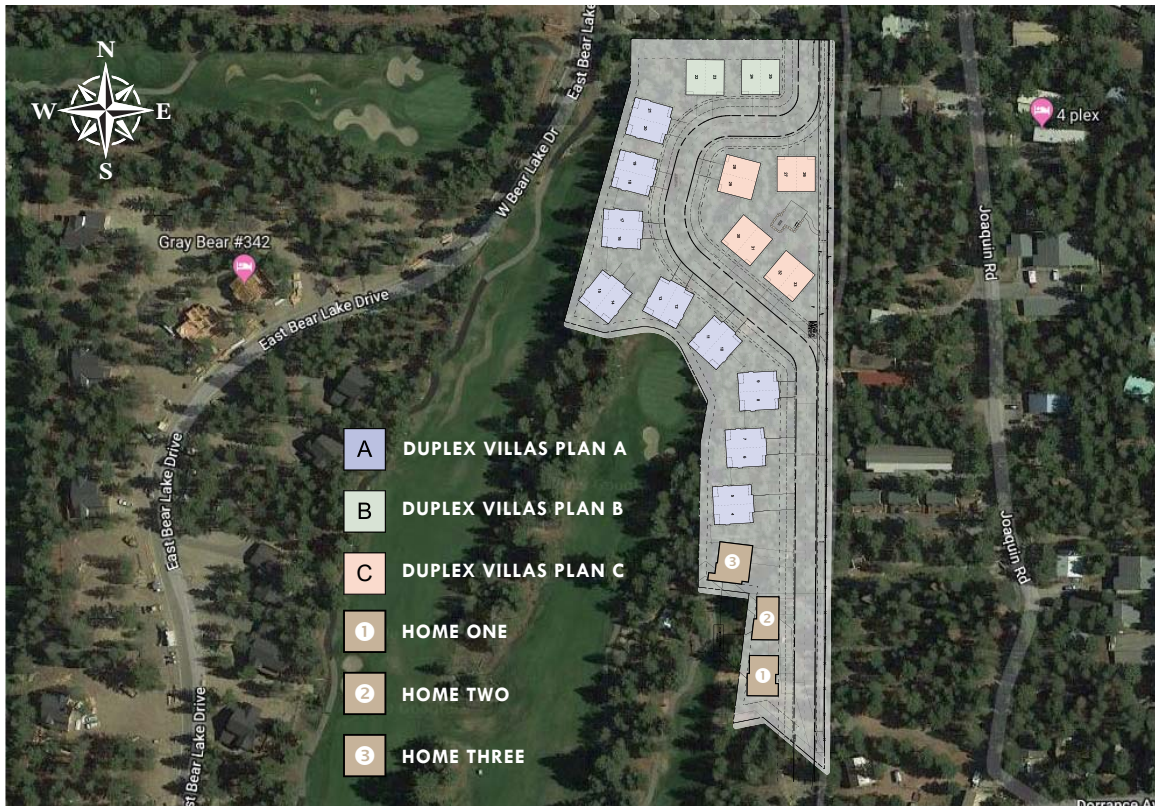 N
W E
S
East Bear Lake
W Bear Lake Dr
4 plex
Joaquin Rd
Gray Bear #342
East Bear Lake Drive
East Bear Lake Drive
Joaquin Rd
A DUPLEX VILLAS PLAN A
B DUPLEX VILLAS PLAN B
C DUPLEX VILLAS PLAN C
1 HOME ONE
2 HOME TWO
3 HOME THREE
3
2
1
st Bear Lake Drive
Dorrance A